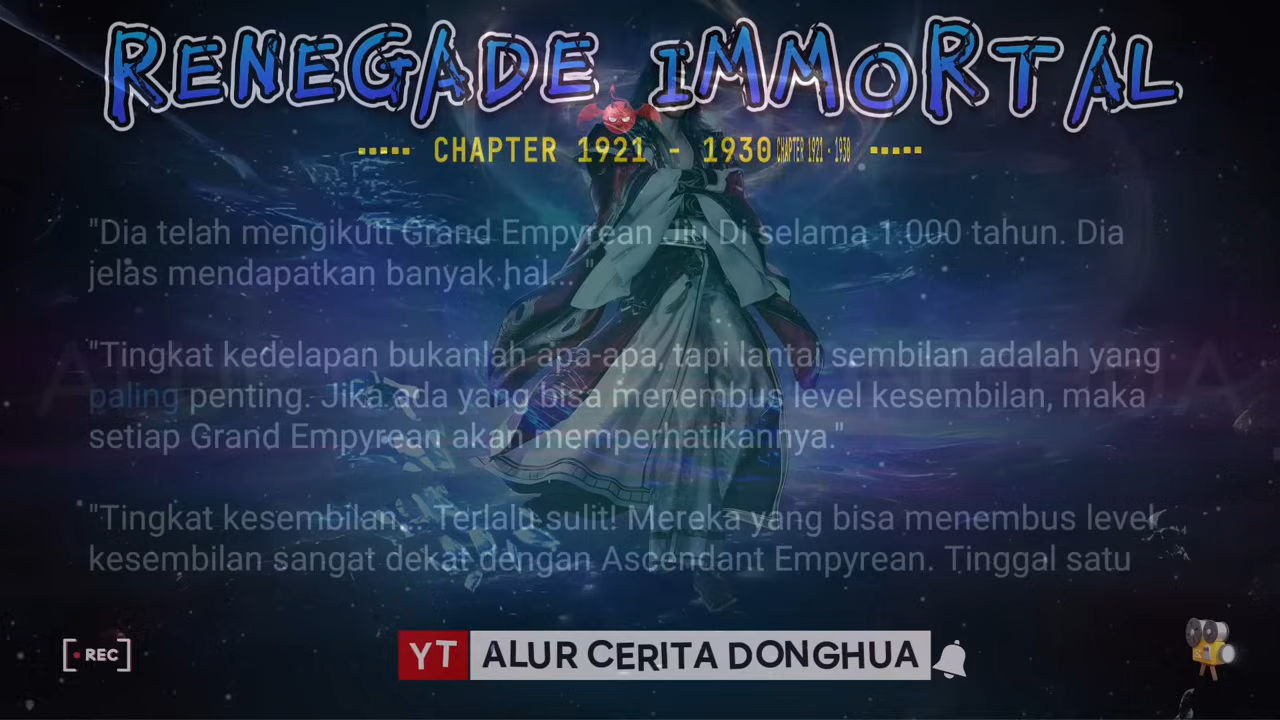 RENEGADE IMMORTAL
CHAPTER 1921 - 1930 CHAPTER 1921 - 1930
"Dia telah mengikuti Grand Empyrean Jiu Di selama 1.000 tahun. Dia
jelas mendapatkan banyak hal... "
"Tingkat kedelapan bukanlah apa-apa, tapi lantai sembilan adalah yang
paling penting. Jika ada yang bisa menembus level kesembilan, maka
setiap Grand Empyrean akan memperhatikannya."
"Tingkat kesembilan... Terlalu sulit! Mereka yang bisa menembus level
kesembilan sangat dekat dengan Ascendant Empyrean. Tinggal satu
REC
YT ALUR CERITA DONGHUA